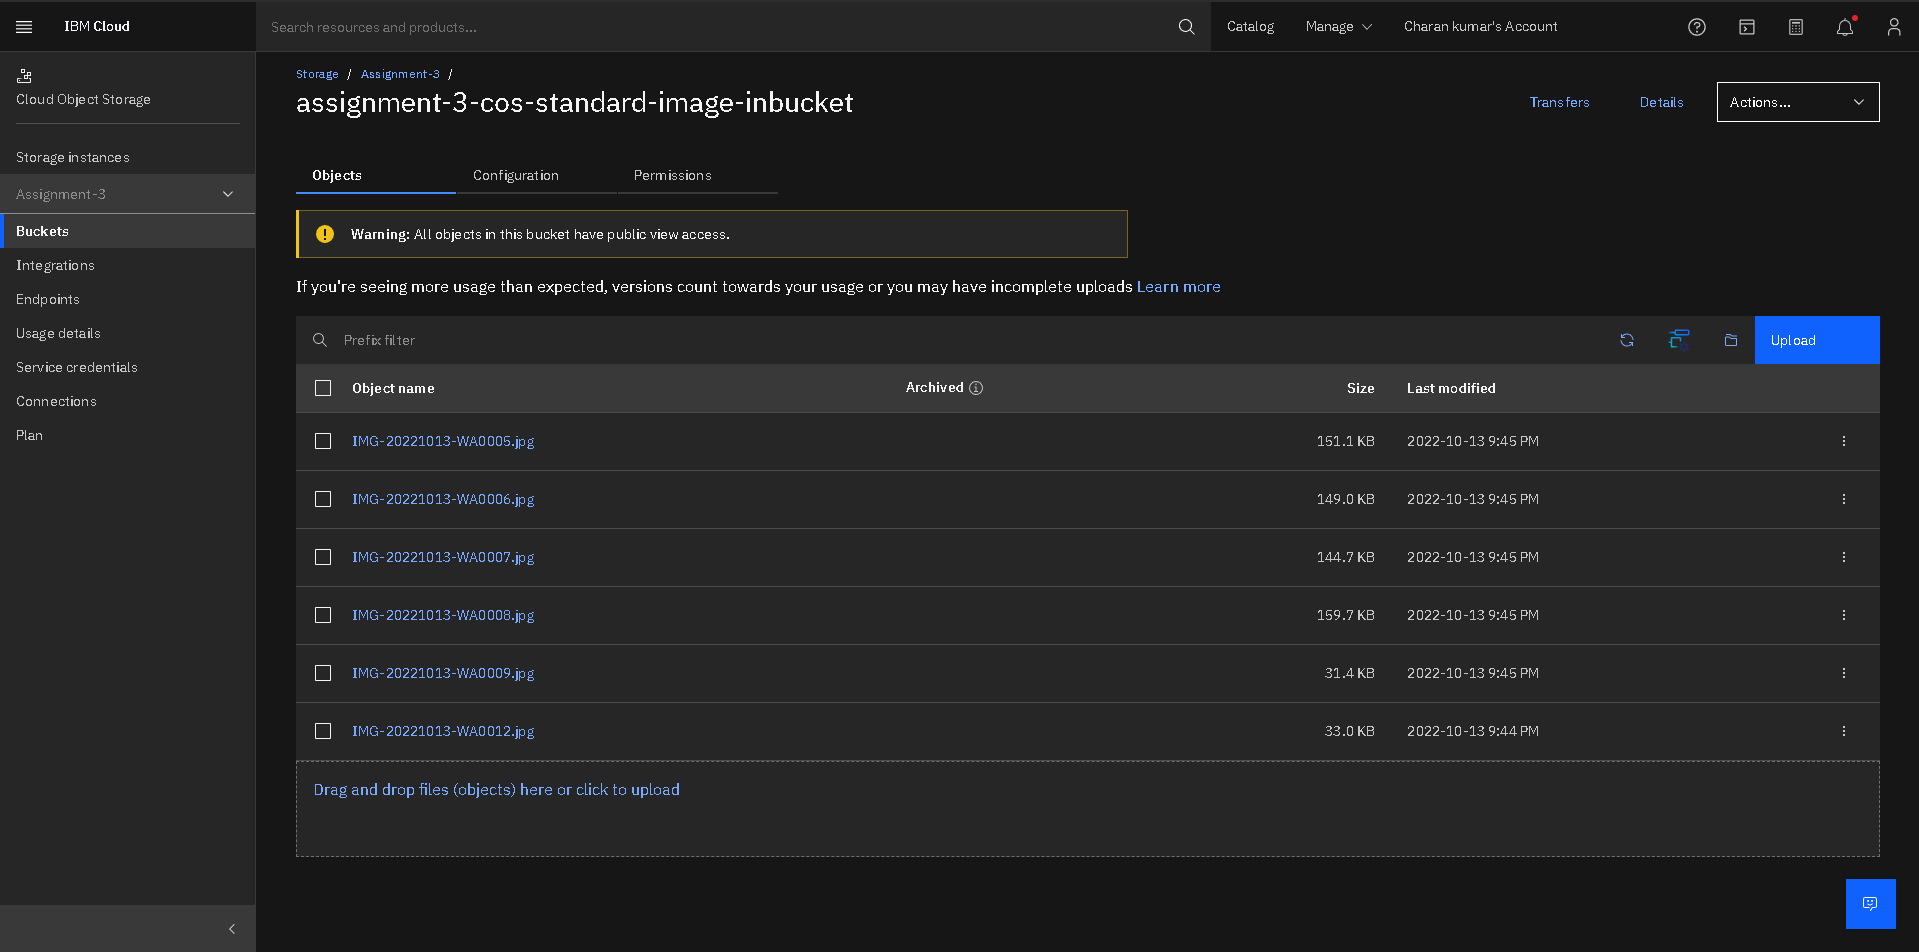 IBM Cloud
Search resources and products...
Catalog
Manage
Charan kumar's Account
Cloud Object Storage
Storage instances
Assignment-3
Buckets
Integrations
Endpoints
Usage details
Service credentials
Connections
Plan
Storage / Assignment-3 /
assignment-3-cos-standard-image-inbucket
Transfers
Details
Actions...
Objects
Configuration
Permissions
Warning: All objects in this bucket have public view access.
If you're seeing more usage than expected, versions count towards your usage or you may have incomplete uploads Learn more
Prefix filter
Upload
Object name Archived Size Last modified
IMG-20221013-WA0005.jpg 151.1 KB 2022-10-13 9:45 PM
IMG-20221013-WA0006.jpg 149.0 KB 2022-10-13 9:45 PM
IMG-20221013-WA0007.jpg 144.7 KB 2022-10-13 9:45 PM
IMG-20221013-WA0008.jpg 159.7 KB 2022-10-13 9:45 PM
IMG-20221013-WA0009.jpg 31.4 KB 2022-10-13 9:45 PM
IMG-20221013-WA0012.jpg 33.0 KB 2022-10-13 9:44 PM
Drag and drop files (objects) here or click to upload